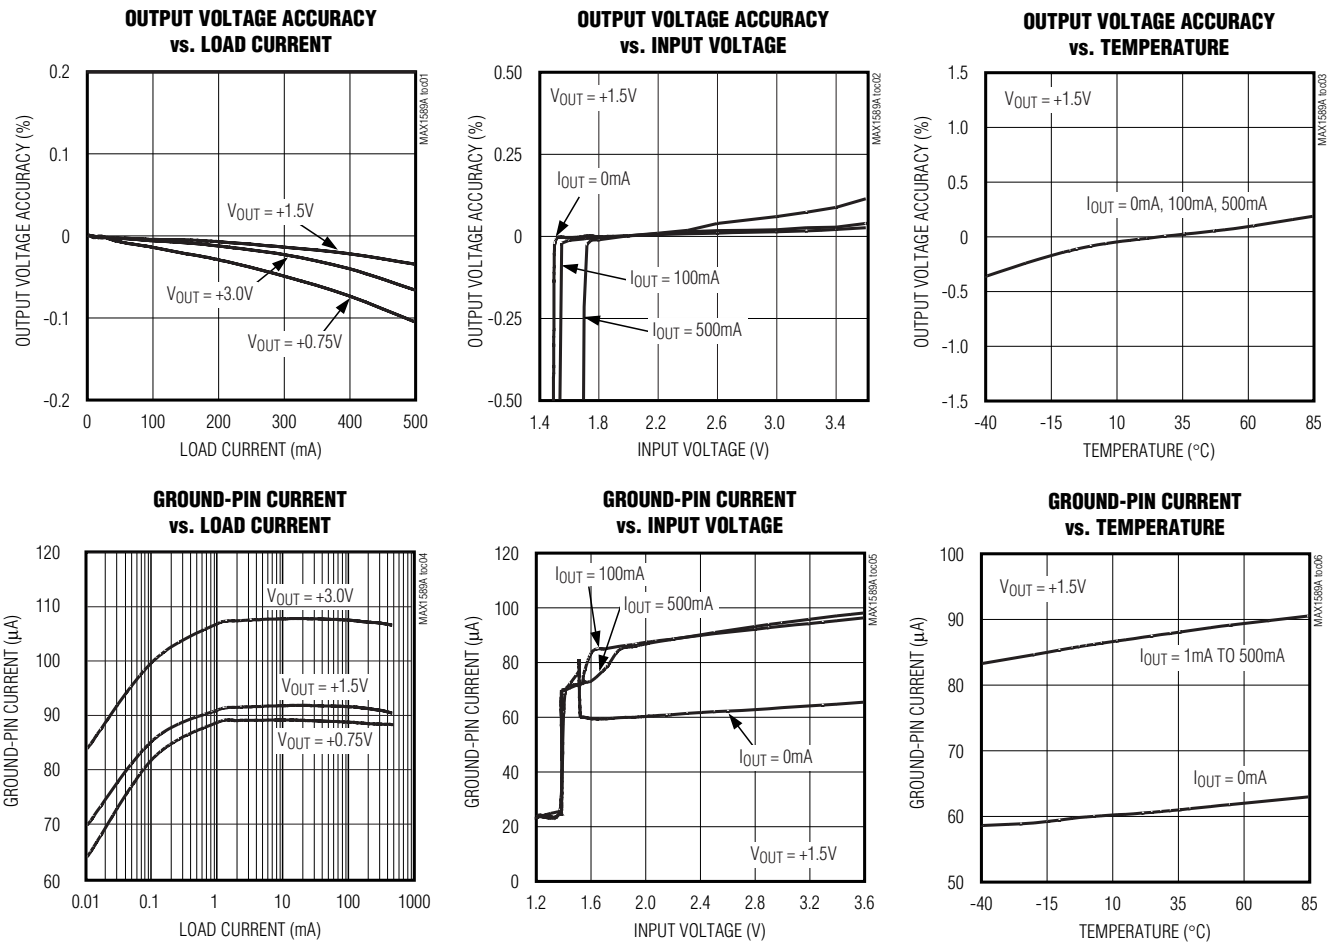 OUTPUT VOLTAGE ACCURACY
vs. LOAD CURRENT
OUTPUT VOLTAGE ACCURACY (%)
0.2
0.1
0
-0.1
-0.2
VOUT = +1.5V
VOUT = +3.0V
VOUT = +0.75V
0 100 200 300 400 500
LOAD CURRENT (mA)
MAX1589A toc01
OUTPUT VOLTAGE ACCURACY
vs. INPUT VOLTAGE
OUTPUT VOLTAGE ACCURACY (%)
0.50
0.25
0
-0.25
-0.50
VOUT = +1.5V
IOUT = 0mA
IOUT = 100mA
IOUT = 500mA
1.4 1.8 2.2 2.6 3.0 3.4
INPUT VOLTAGE (V)
MAX1589A toc02
OUTPUT VOLTAGE ACCURACY
vs. TEMPERATURE
OUTPUT VOLTAGE ACCURACY (%)
1.5
1.0
0.5
0
-0.5
-1.0
-1.5
VOUT = +1.5V
IOUT = 0mA, 100mA, 500mA
-40 -15 10 35 60 85
TEMPERATURE (°C)
MAX1589A toc03
GROUND-PIN CURRENT
vs. LOAD CURRENT
GROUND-PIN CURRENT (µA)
120
110
100
90
80
70
60
VOUT = +3.0V
VOUT = +1.5V
VOUT = +0.75V
0.01 0.1 1 10 100 1000
LOAD CURRENT (mA)
MAX1589A toc04
GROUND-PIN CURRENT
vs. INPUT VOLTAGE
GROUND-PIN CURRENT (µA)
120
100
80
60
40
20
0
IOUT = 100mA
IOUT = 500mA
IOUT = 0mA
VOUT = +1.5V
1.2 1.6 2.0 2.4 2.8 3.2 3.6
INPUT VOLTAGE (V)
MAX1589A toc05
GROUND-PIN CURRENT
vs. TEMPERATURE
GROUND-PIN CURRENT (µA)
100
90
80
70
60
50
VOUT = +1.5V
IOUT = 1mA TO 500mA
IOUT = 0mA
-40 -15 10 35 60 85
TEMPERATURE (°C)
MAX1589A toc06